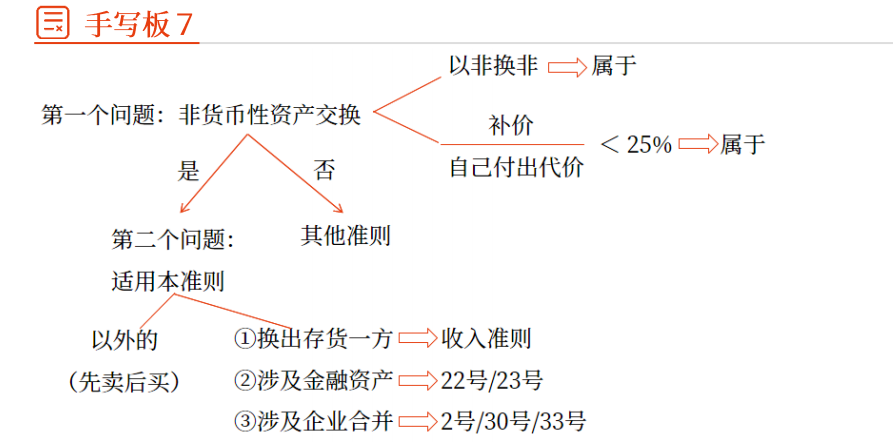 手写板 7
以非换非 属于
第一个问题：非货币性资产交换
补价
自己付出代价
＜ 25% 属于
是 否
第二个问题：
适用本准则
其他准则
以外的
（先卖后买）
①换出存货一方 收入准则
②涉及金融资产 22号/23号
③涉及企业合并 2号/30号/33号